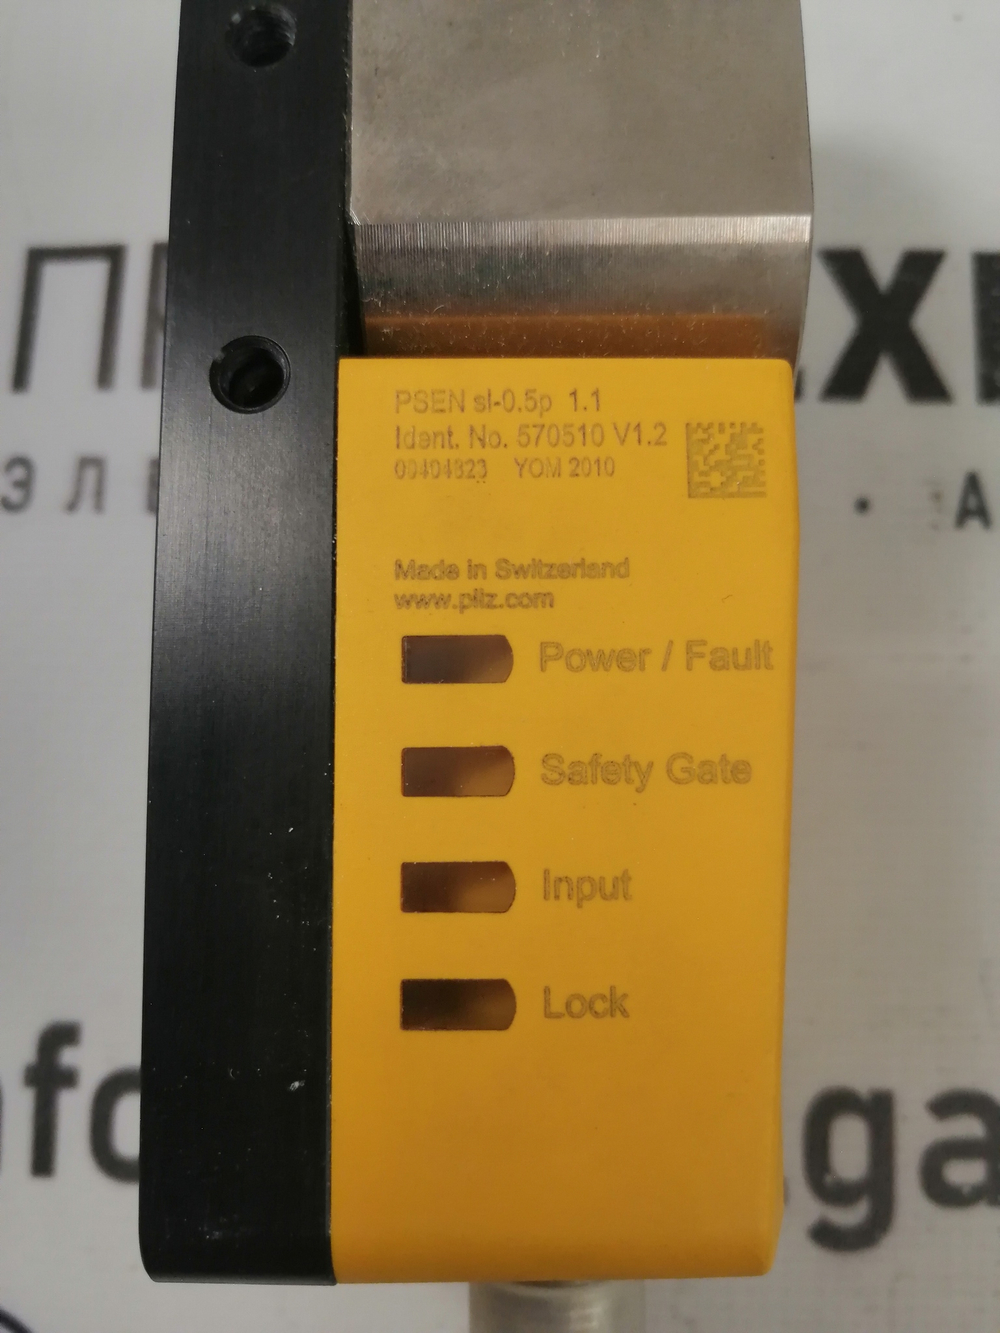 PSEN sl-0.5p 1.1
Ident. No. 570510 V1.2
00404823 YOM 2010
Made in Switzerland
www.pilz.com
Power / Fault
Safety Gate
Input
Lock